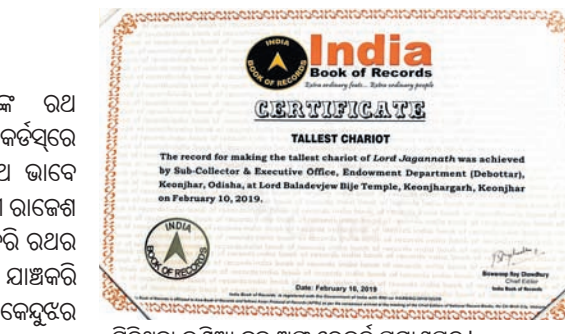 ଙ୍କ ରଥ
କର୍ଡସ୍‌ରେ
ଥ ଭାବେ
ରାଜେଶ
କରି ରଥର
ଯାଞ୍ଚକରି
କେନ୍ଦୁଝର
INDIA
BOOK OF RECORDS
India
Book of Records
Extra ordinary feats... Extra ordinary people
CERTIFICATE
TALLEST CHARIOT
The record for making the tallest chariot of Lord Jagannath was achieved
by Sub-Collector & Executive Office, Endowment Department (Debottar),
Keonjhar, Odisha, at Lord Baladevjew Bije Temple, Keonjhargarh, Keonjhar
on February 10, 2019.
INDIA
BOOK OF RECORDS
Biswaroop Roy Chowdhury
Chief Editor
India Book of Records
Date: February 10, 2019